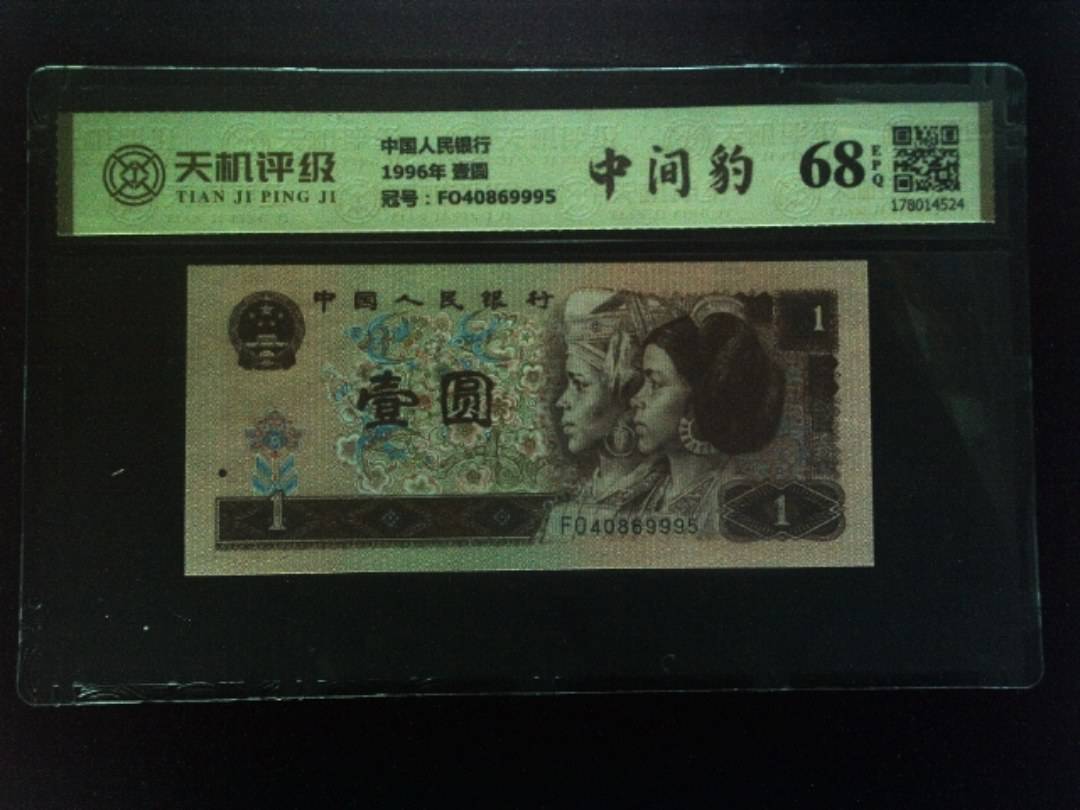 天机评级
TIAN JI PING JI
中国人民银行
1996年 壹圆
冠号：FO40869995
中间豹
68
EPQ
178014524
中国人民银行
1
壹圆
1
FO40869995
1